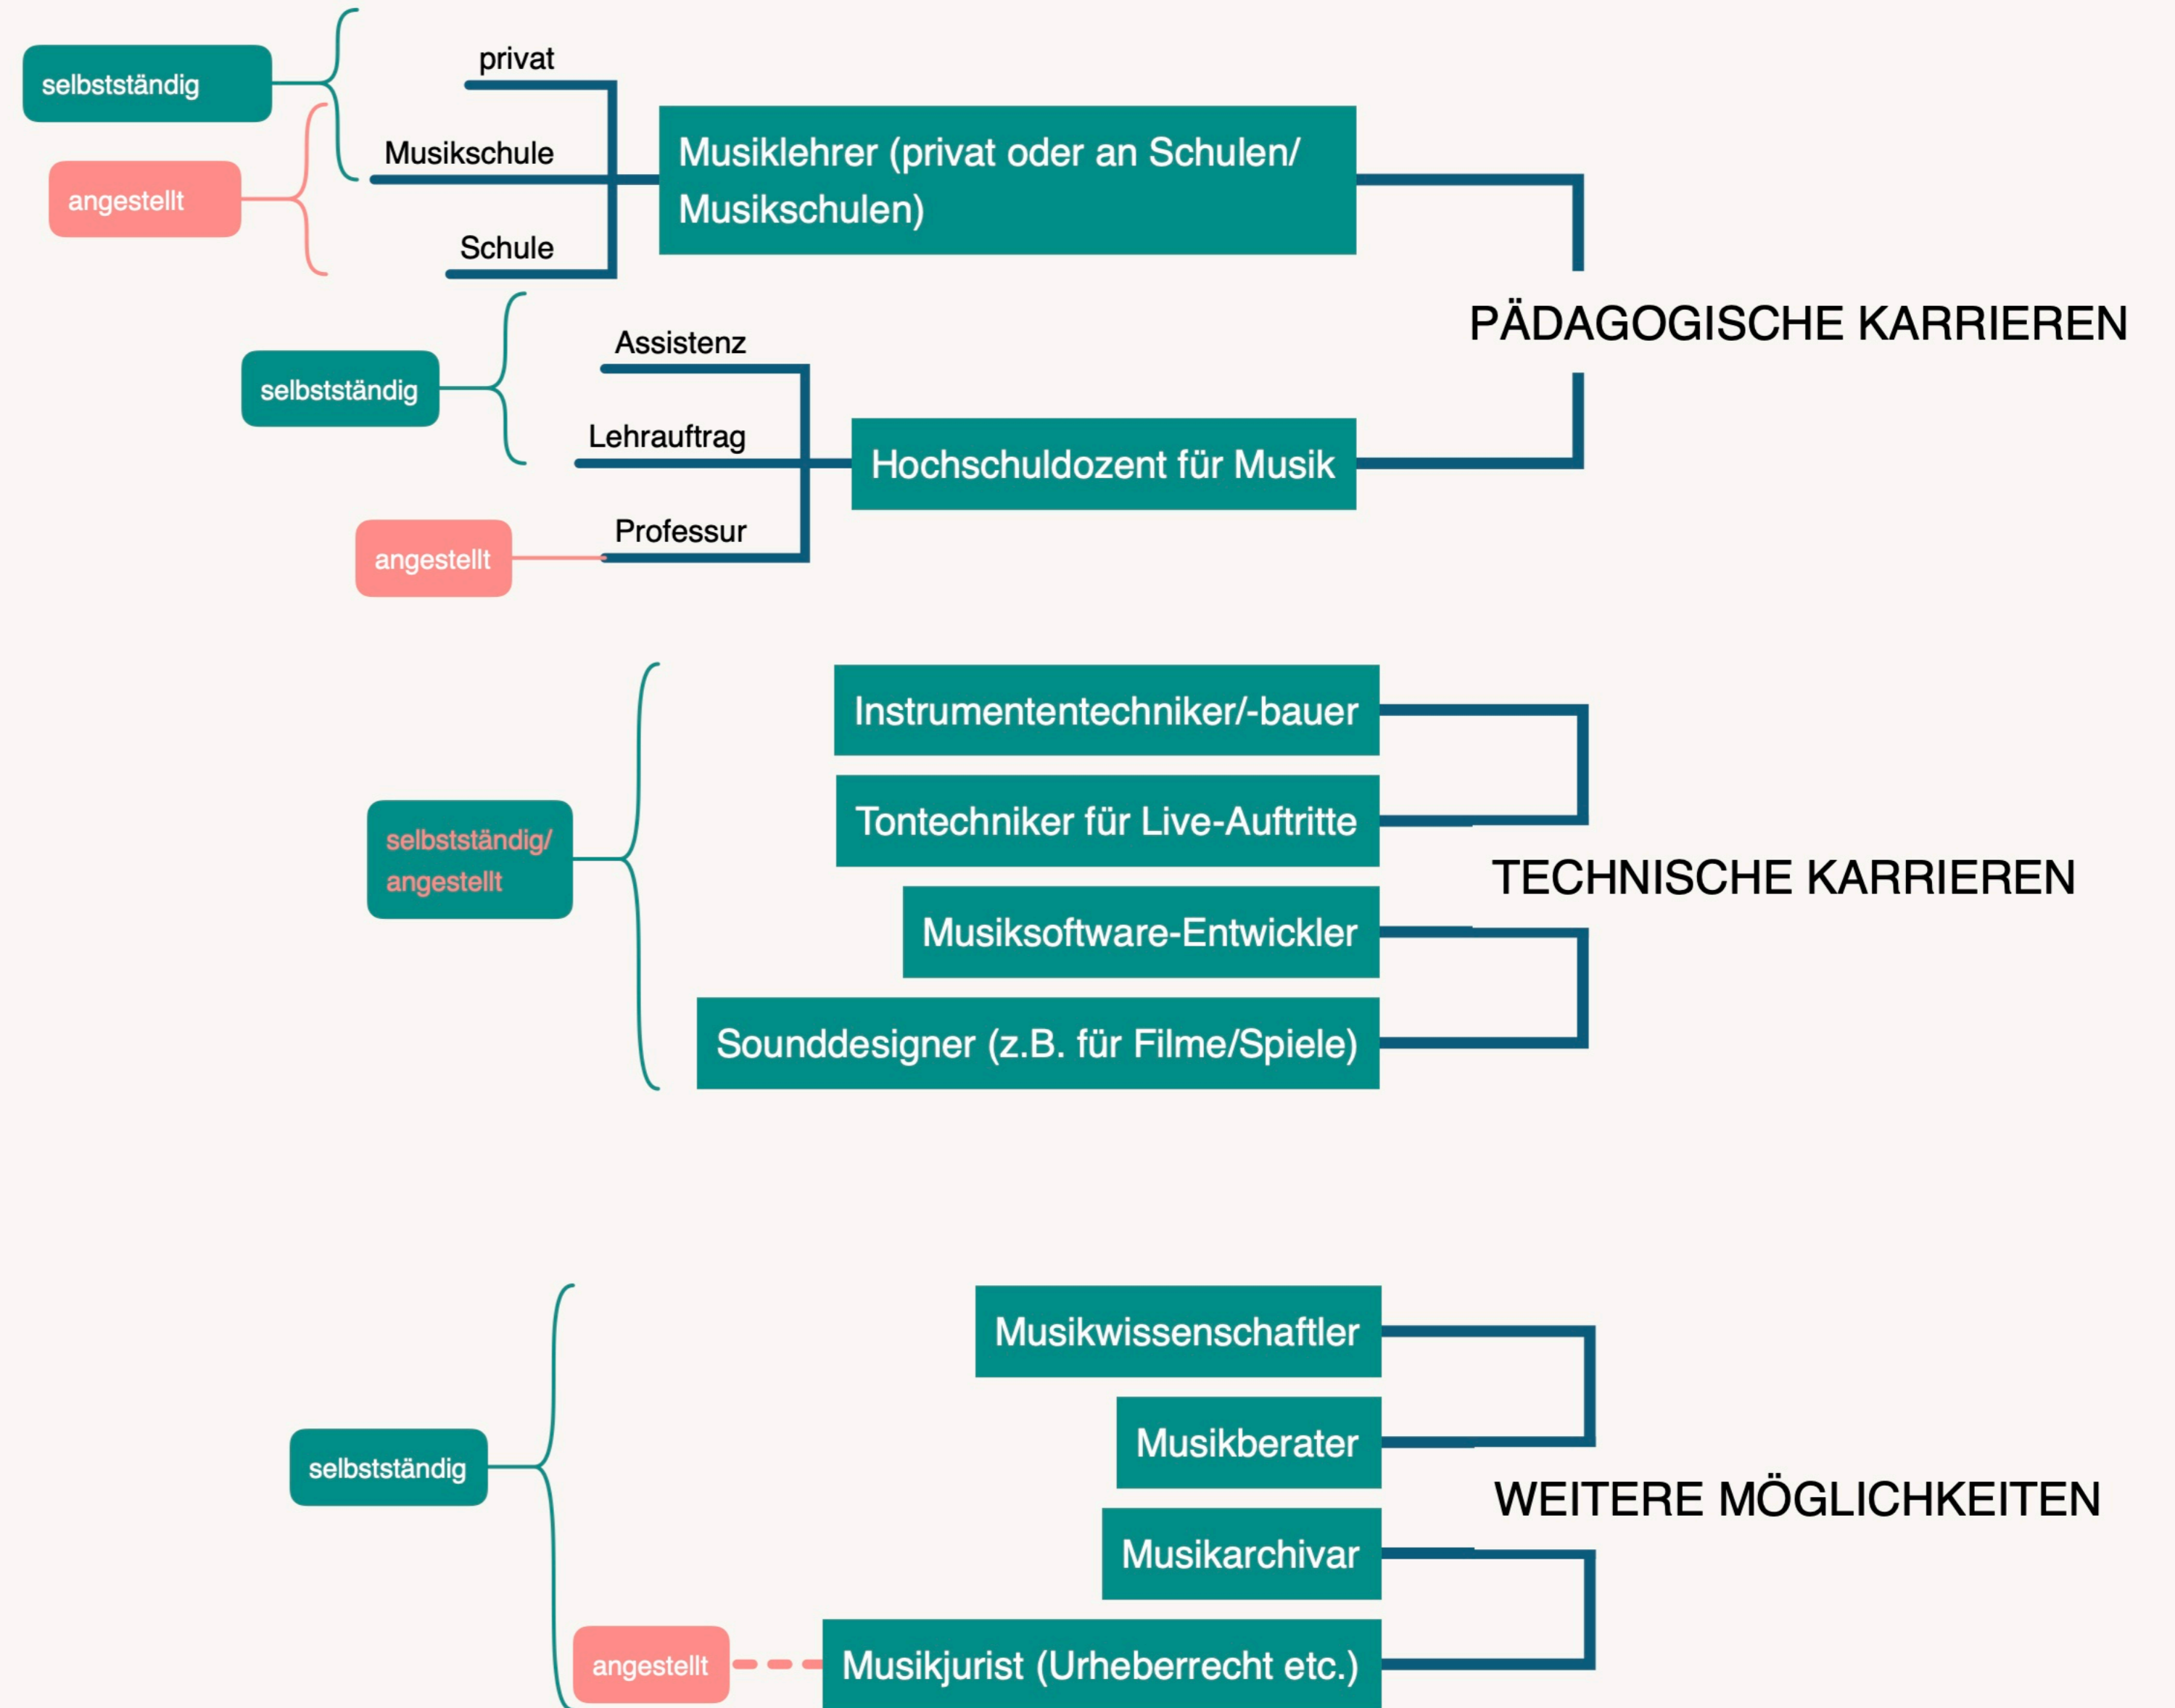 selbstständig
angestellt
privat
Musikschule
Schule
Musiklehrer (privat oder an Schulen/
Musikschulen)
PÄDAGOGISCHE KARRIEREN
selbstständig
angestellt
Assistenz
Lehrauftrag
Professur
Hochschuldozent für Musik
selbstständig/
angestellt
Instrumententechniker/-bauer
Tontechniker für Live-Auftritte
Musiksoftware-Entwickler
Sounddesigner (z.B. für Filme/Spiele)
TECHNISCHE KARRIEREN
selbstständig
angestellt
Musikwissenschaftler
Musikberater
Musikarchivar
Musikjurist (Urheberrecht etc.)
WEITERE MÖGLICHKEITEN